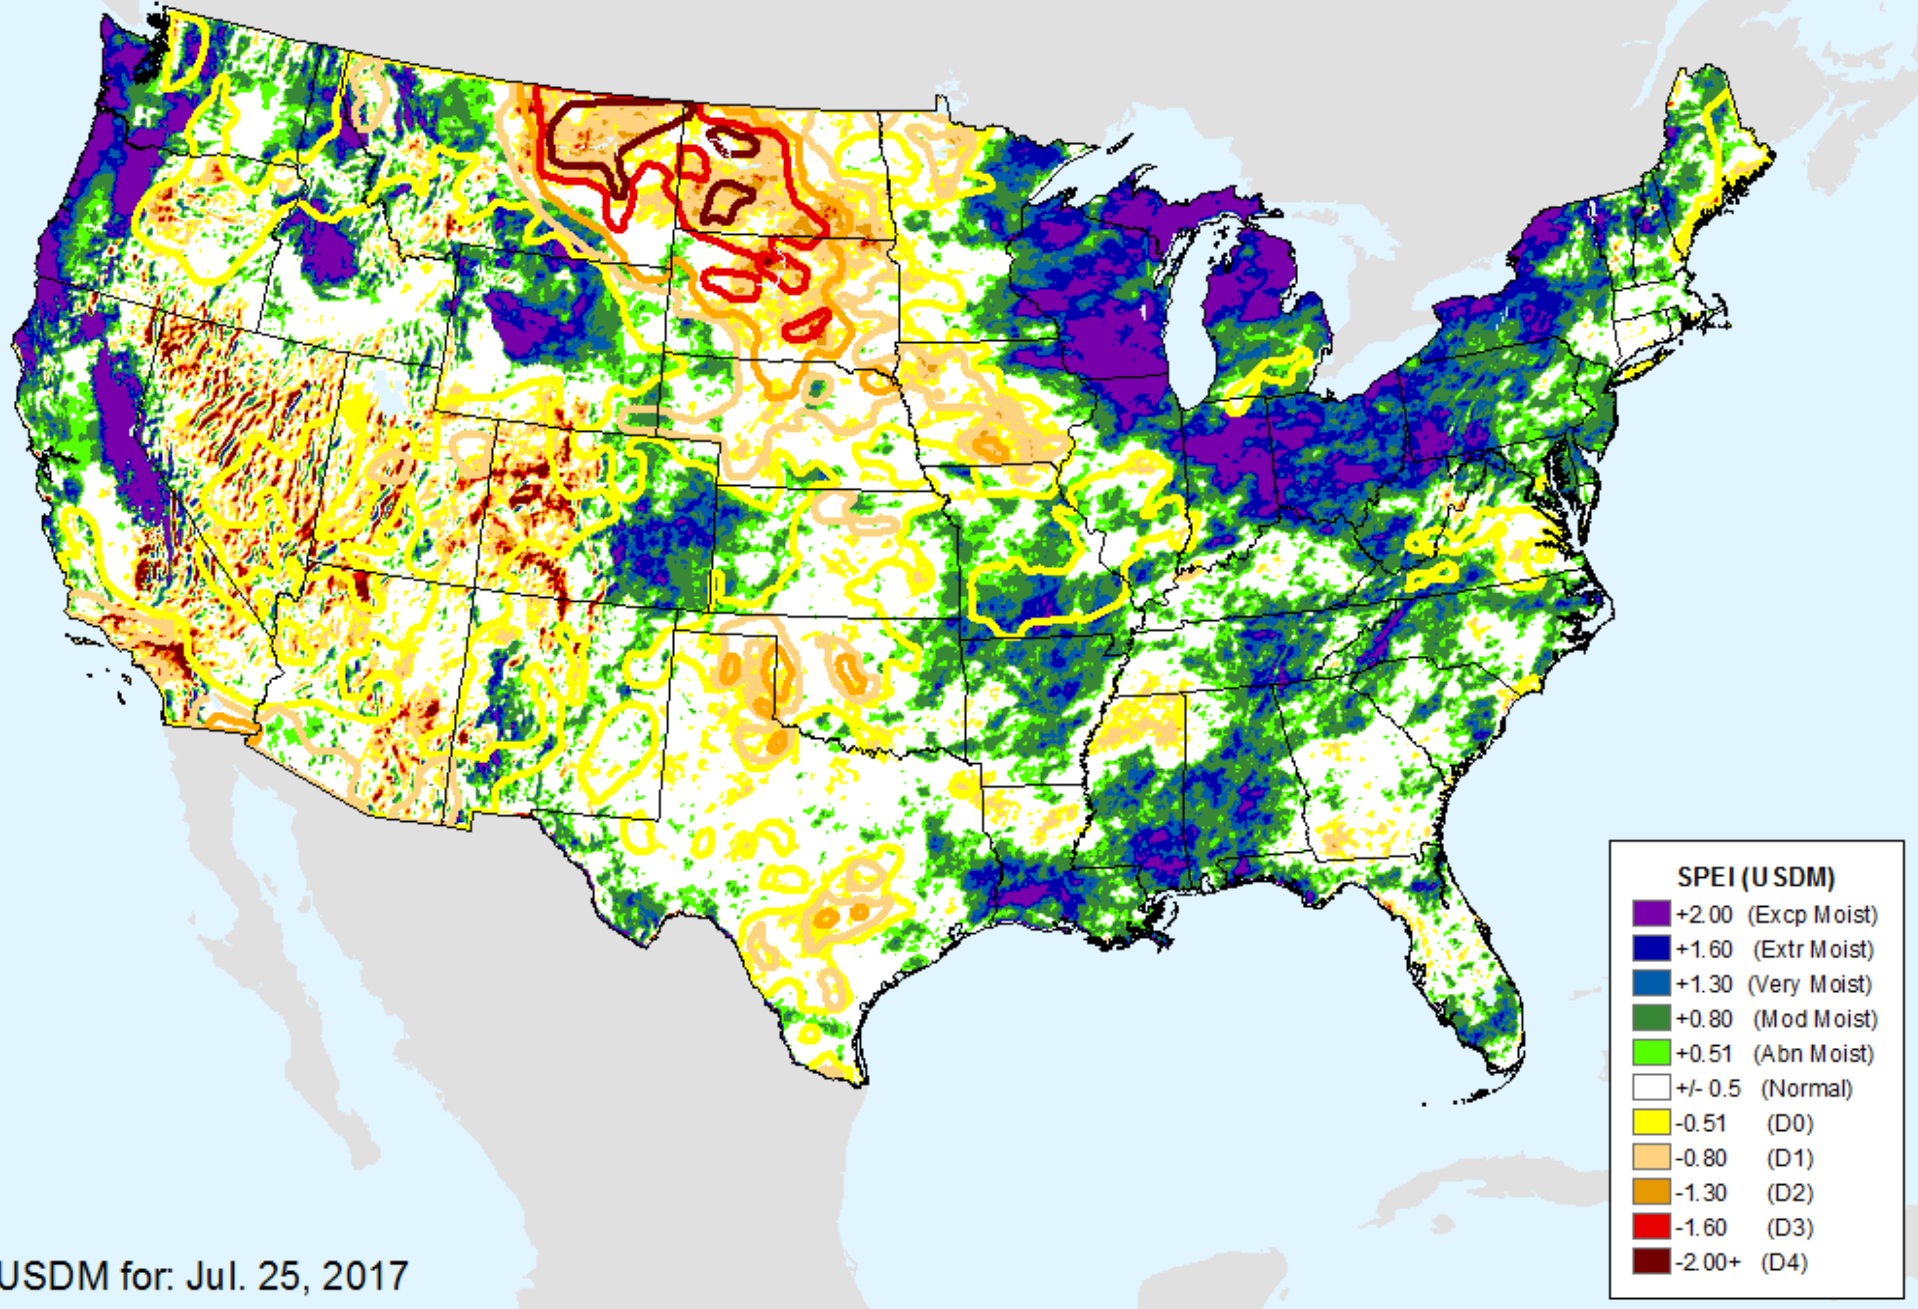 SPEI (USDM)
+2.00 (Excp Moist)
+1.60 (Extr Moist)
+1.30 (Very Moist)
+0.80 (Mod Moist)
+0.51 (Abn Moist)
+/- 0.5 (Normal)
-0.51 (D0)
-0.80 (D1)
-1.30 (D2)
-1.60 (D3)
-2.00+ (D4)
USDM for: Jul. 25, 2017